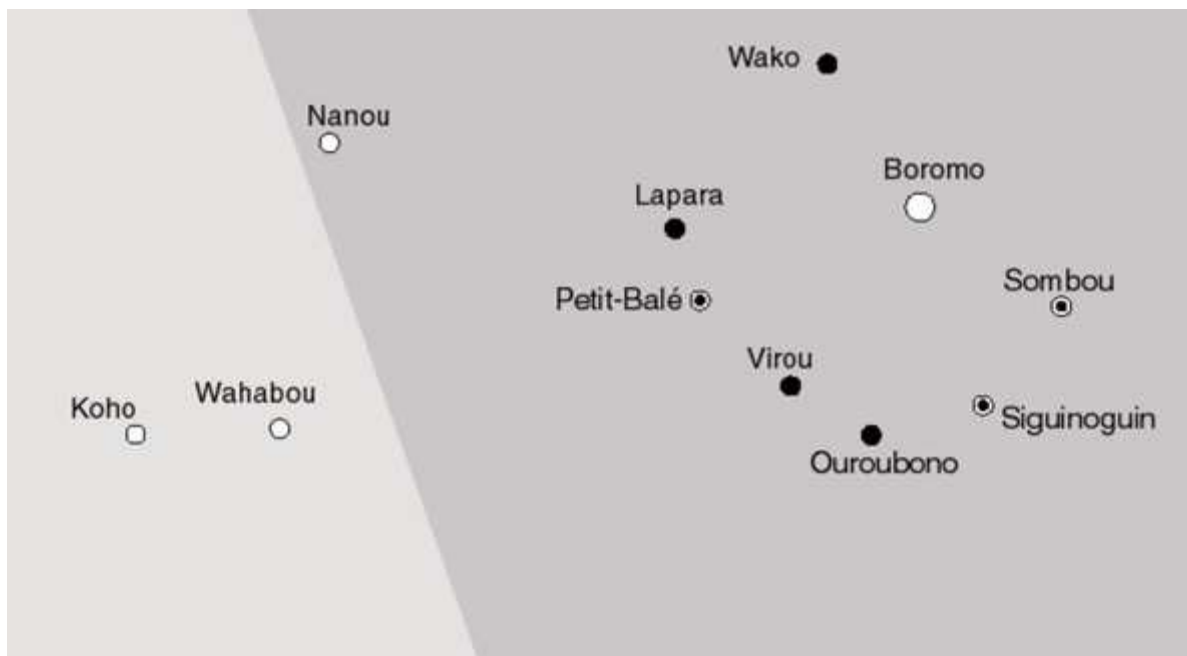 Wako
Nanou
Boromo
Lapara
Sombou
Petit-Balé
Virou
Wahabou
Koho
Siguinoguin
Ouroubono